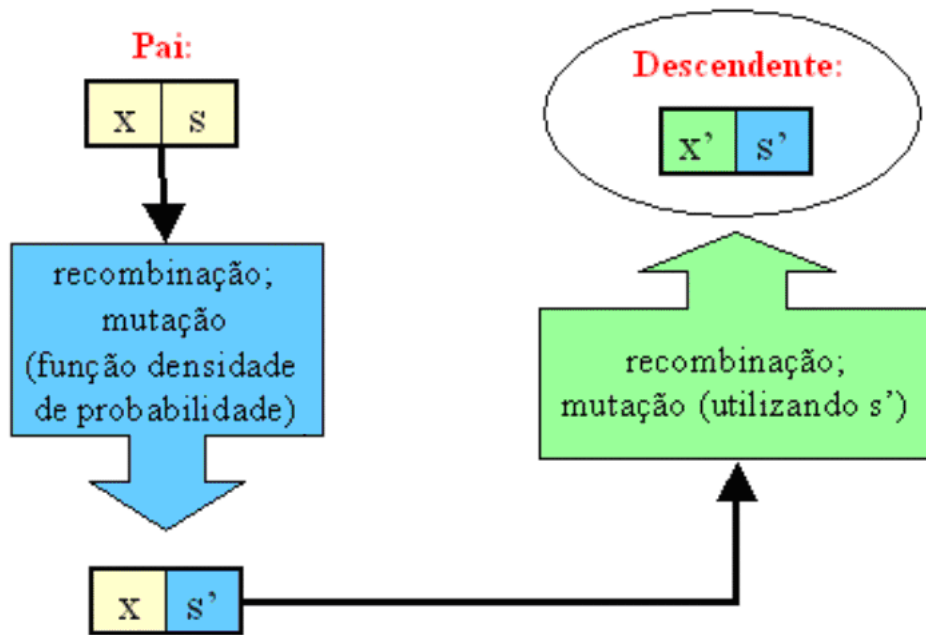 Pai:
x s
recombinação;
mutação
(função densidade
de probabilidade)
x s’
recombinação;
mutação (utilizando s’)
Descendente:
x’ s’